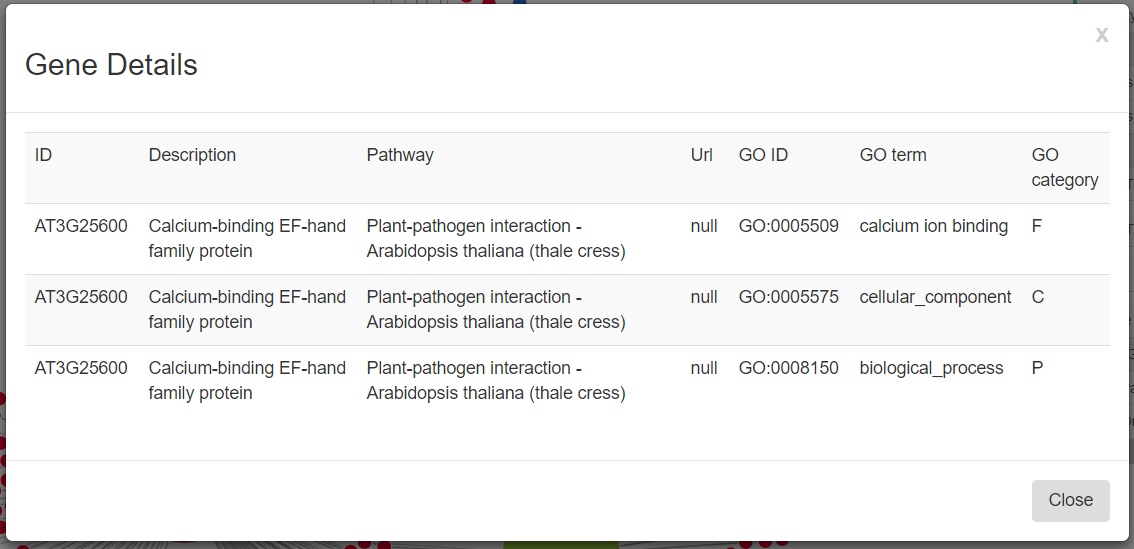 x
Gene Details
ID Description Pathway Url GO ID GO term GO
category
AT3G25600 Calcium-binding EF-hand Plant-pathogen interaction - null GO:0005509 calcium ion binding F
family protein Arabidopsis thaliana (thale cress)
AT3G25600 Calcium-binding EF-hand Plant-pathogen interaction - null GO:0005575 cellular_component C
family protein Arabidopsis thaliana (thale cress)
AT3G25600 Calcium-binding EF-hand Plant-pathogen interaction - null GO:0008150 biological_process P
family protein Arabidopsis thaliana (thale cress)
Close